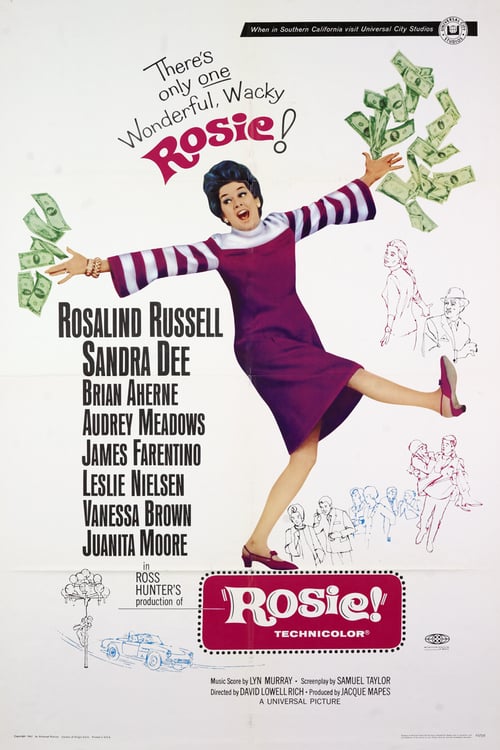 When in Southern California visit Universal City Studios
There's
only one
Wonderful, Wacky
Rosie!
ROSALIND RUSSELL
SANDRA DEE
BRIAN AHERNE
AUDREY MEADOWS
JAMES FARENTINO
LESLIE NIELSEN
VANESSA BROWN
JUANITA MOORE
in
ROSS
HUNTER'S
production of
"Rosie!"
TECHNICOLOR®
Music Score by LYN MURRAY • Screenplay by SAMUEL TAYLOR
Directed by DAVID LOWELL RICH • Produced by JACQUE MAPES
A UNIVERSAL PICTURE